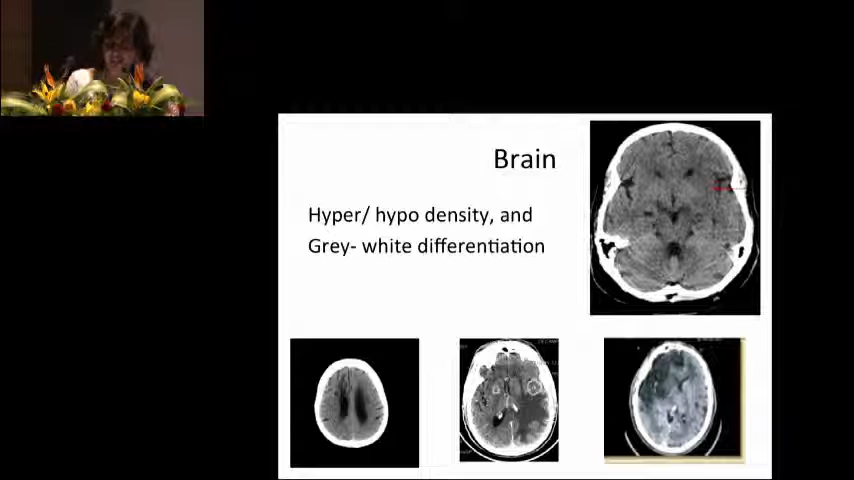 Brain
Hyper/ hypo density, and
Grey- white differentiation